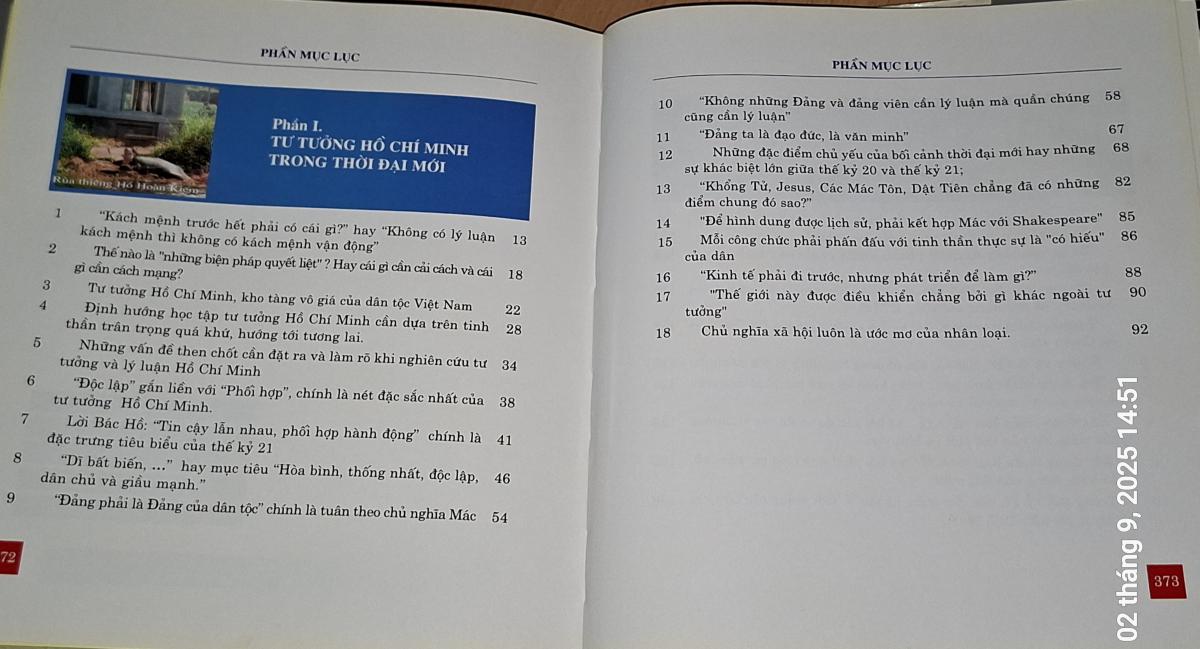 PHẦN MỤC LỤC
Phần I.
TƯ TƯỞNG HỒ CHÍ MINH
TRONG THỜI ĐẠI MỚI
Rùa thiêng Hồ Hoàn Kiếm
1 "Kách mệnh trước hết phải có cái gì?" hay "Không có lý luận 13
kách mệnh thì không có kách mệnh vận động"
2 Thế nào là "những biện pháp quyết liệt" ? Hay cái gì cần cải cách và cái 18
gì cần cách mạng?
3 Tư tưởng Hồ Chí Minh, kho tàng vô giá của dân tộc Việt Nam 22
4 Định hướng học tập tư tưởng Hồ Chí Minh cần dựa trên tinh 28
thần trân trọng quá khứ, hướng tới tương lai.
5 Những vấn đề then chốt cần đặt ra và làm rõ khi nghiên cứu tư 34
tưởng và lý luận Hồ Chí Minh
6 "Độc lập" gắn liền với "Phối hợp", chính là nét đặc sắc nhất của 38
tư tưởng Hồ Chí Minh.
7 Lời Bác Hồ: "Tin cậy lẫn nhau, phối hợp hành động" chính là 41
đặc trưng tiêu biểu của thế kỷ 21
8 "Dĩ bất biến, ..." hay mục tiêu "Hòa bình, thống nhất, độc lập, 46
dân chủ và giầu mạnh."
9 "Đảng phải là Đảng của dân tộc" chính là tuân theo chủ nghĩa Mác 54
72
PHẦN MỤC LỤC
10 "Không những Đảng và đảng viên cần lý luận mà quần chúng 58
cũng cần lý luận"
11 "Đảng ta là đạo đức, là văn minh" 67
12 Những đặc điểm chủ yếu của bối cảnh thời đại mới hay những 68
sự khác biệt lớn giữa thế kỷ 20 và thế kỷ 21;
13 "Khổng Tử, Jesus, Các Mác Tôn, Dật Tiên chẳng đã có những 82
điểm chung đó sao?"
14 "Để hình dung được lịch sử, phải kết hợp Mác với Shakespeare" 85
15 Mỗi công chức phải phấn đấu với tinh thần thực sự là "có hiếu" 86
của dân
16 "Kinh tế phải đi trước, nhưng phát triển để làm gì?" 88
17 "Thế giới này được điều khiển chẳng bởi gì khác ngoài tư 90
tưởng"
18 Chủ nghĩa xã hội luôn là ước mơ của nhân loại. 92
373
02 tháng 9, 2025 14:51